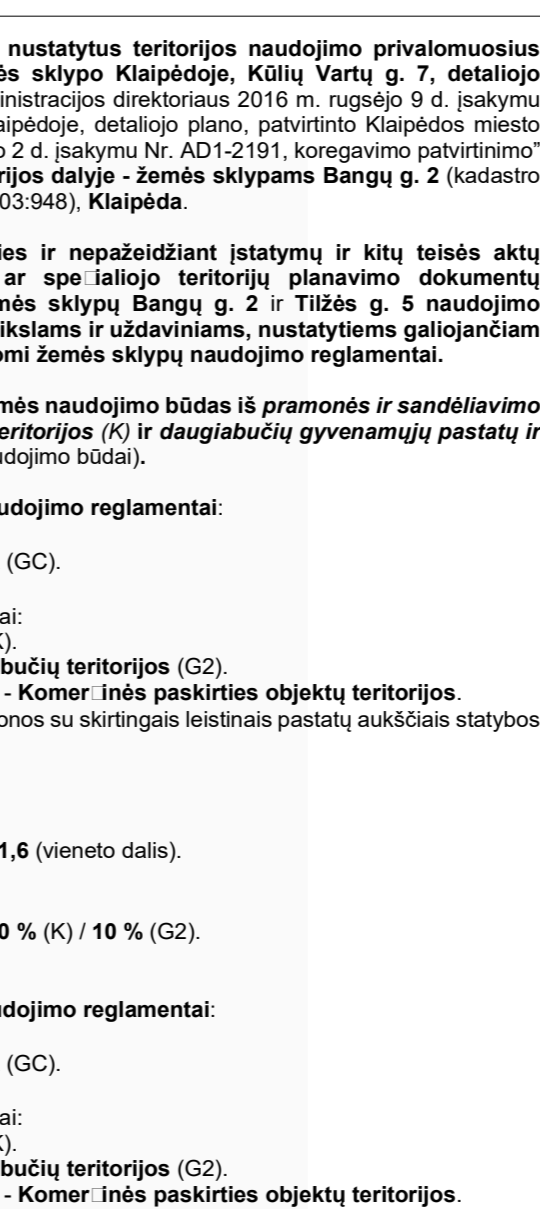 nustatytus teritorijos naudojimo privalomuosius
ės sklypo Klaipėdoje, Kūlių Vartų g. 7, detaliojo
ministracijos direktoriaus 2016 m. rugsėjo 9 d. įsakymu
aipėdoje, detaliojo plano, patvirtinto Klaipėdos miesto
o 2 d. įsakymu Nr. AD1-2191, koregavimo patvirtinimo”
rijos dalyje - žemės sklypams Bangų g. 2 (kadastro
03:948), Klaipėda.
ies ir nepažeidžiant įstatymų ir kitų teisės aktų
ar spe□ialiojo teritorijų planavimo dokumentų
emės sklypų Bangų g. 2 ir Tilžės g. 5 naudojimo
ikslams ir uždaviniams, nustatytiems galiojančiam
omi žemės sklypų naudojimo reglamentai.
mės naudojimo būdas iš pramonės ir sandėliavimo
eritorijos (K) ir daugiabučių gyvenamųjų pastatų ir
udojimo būdai).
udojimo reglamentai:
(GC).
ai:
K).
bučių teritorijos (G2).
- Komer□inės paskirties objektų teritorijos.
onos su skirtingais leistinais pastatų aukščiais statybos
1,6 (vieneto dalis).
0 % (K) / 10 % (G2).
udojimo reglamentai:
(GC).
ai:
K).
bučių teritorijos (G2).
- Komer□inės paskirties objektų teritorijos.